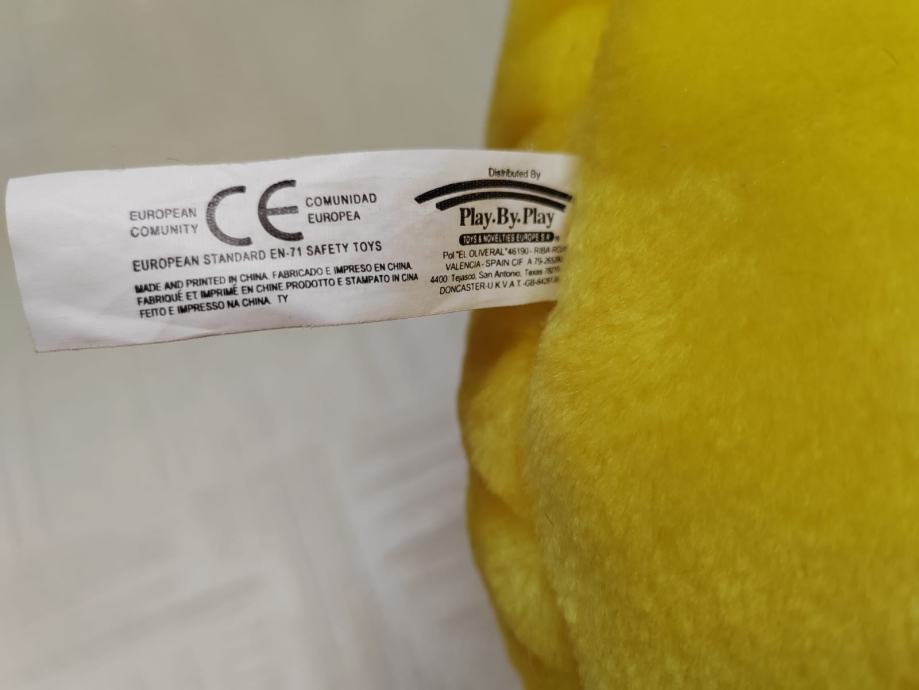 EUROPEAN
COMUNITY
CE
COMUNIDAD
EUROPEA
EUROPEAN STANDARD EN-71 SAFETY TOYS
MADE AND PRINTED IN CHINA. FABRICADO E IMPRESO EN CHINA.
FABRIQUÉ ET IMPRIMÉ EN CHINE PRODOTTO E STAMPATO IN CINA
FEITO E IMPRESSO NA CHINA. TY
Distributed By
Play.By.Play
TOYS & NOVELTIES EUROPE S.A.
Pol "EL OLIVERAL" 46190 - RIBA-ROJA
VALENCIA - SPAIN C/F. A 79-
4400 Tejasco, San Antonio, Texas
DONCASTER-U K V A T -GB-